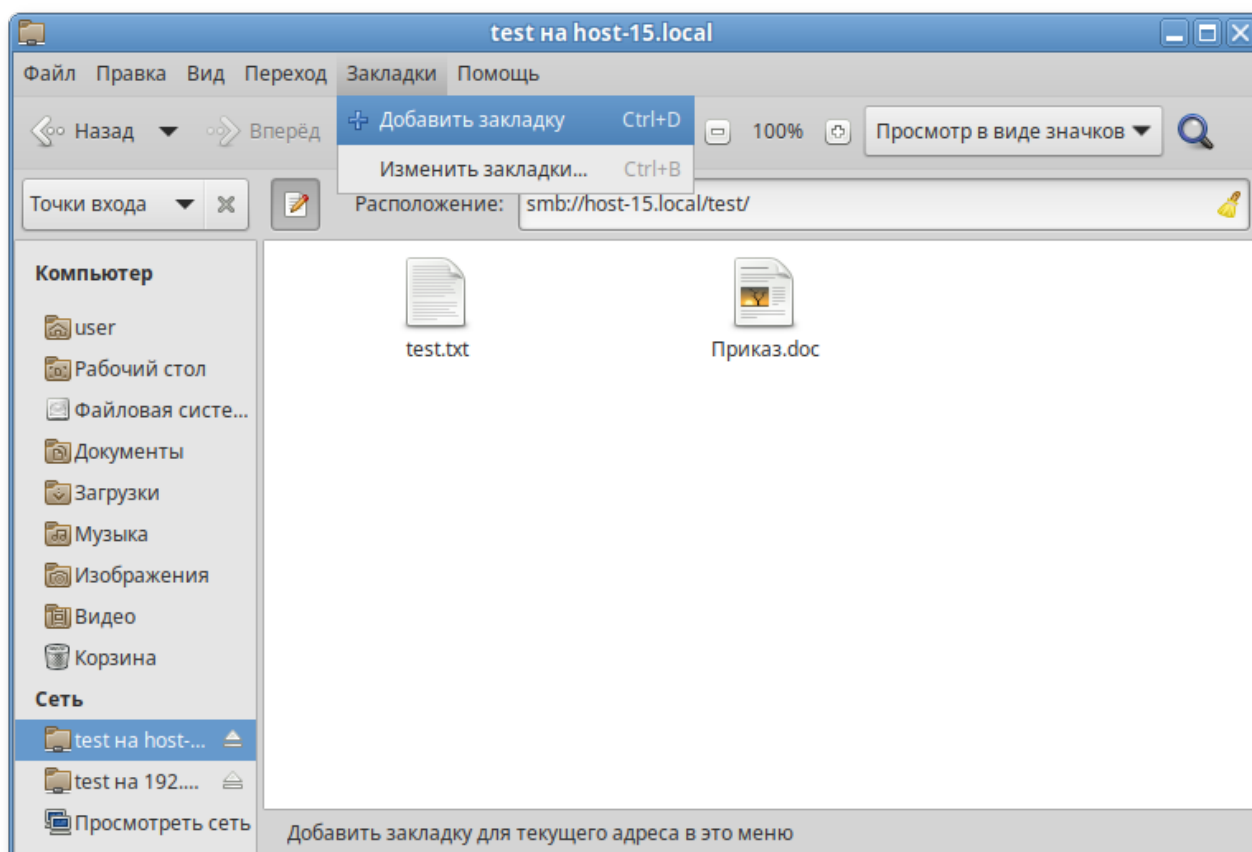 test на host-15.local
Файл Правка Вид Переход Закладки Помощь
Назад Вперёд 100% Просмотр в виде значков
Добавить закладку Ctrl+D
Изменить закладки... Ctrl+B
Точки входа Расположение: smb://host-15.local/test/
Компьютер
user
Рабочий стол
Файловая систе...
Документы
Загрузки
Музыка
Изображения
Видео
Корзина
Сеть
test на host-...
test на 192....
Просмотреть сеть
test.txt
Приказ.doc
Добавить закладку для текущего адреса в это меню